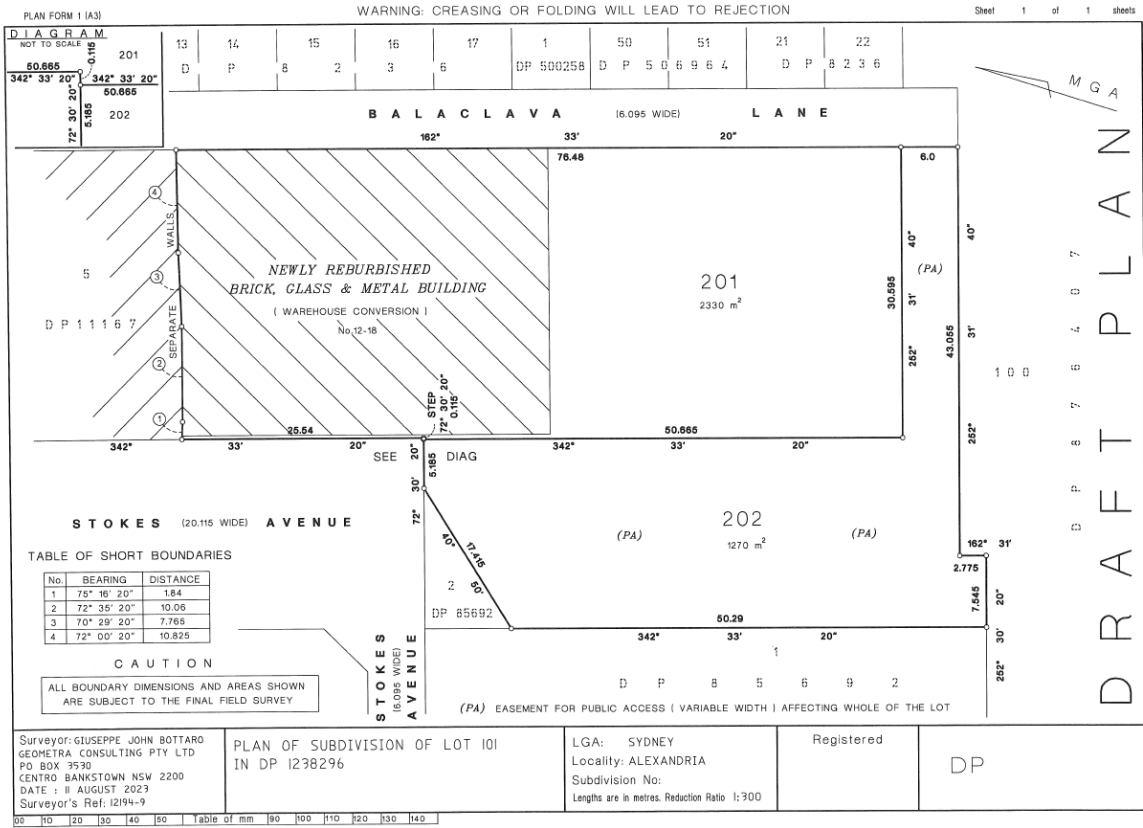 PLAN FORM 1 (A3)
WARNING: CREASING OR FOLDING WILL LEAD TO REJECTION
Sheet 1 of 1 sheets
DIAGRAM
NOT TO SCALE
0.115
201
50.665
342° 33' 20"
342° 33' 20"
50.665
72° 30' 20"
5.185
202
13 14 15 16 17 1 50 51 21 22
D P 8 2 3 6 DP 500258 D P 5 0 6 9 6 4 D P 8 2 3 6
MGA
BALACLAVA (6.095 WIDE) LANE
162° 33' 20"
76.48
6.0
4
WALLS
3
SEPARATE
2
1
5
DP 11167
NEWLY REBURBISHED
BRICK, GLASS & METAL BUILDING
( WAREHOUSE CONVERSION )
No.12-18
201
2330 m²
30.595
252° 31' 40"
(PA)
43.055
252° 31' 40"
100
DP 876407
DRAFT PLAN
STEP
72° 30' 20"
0.115
25.54
342° 33' 20"
50.665
342° 33' 20"
SEE DIAG
72° 30' 20"
5.185
STOKES (20.115 WIDE) AVENUE
40° 50'
17.415
2
DP 85692
(PA)
202
1270 m²
(PA)
162° 31'
2.775
7.545
252° 30' 20"
50.29
342° 33' 20"
1
D P 8 5 6 9 2
TABLE OF SHORT BOUNDARIES
No. BEARING DISTANCE
1 75° 16' 20" 1.84
2 72° 35' 20" 10.06
3 70° 29' 20" 7.765
4 72° 00' 20" 10.825
CAUTION
ALL BOUNDARY DIMENSIONS AND AREAS SHOWN
ARE SUBJECT TO THE FINAL FIELD SURVEY
STOKES
(6.095 WIDE)
AVENUE
(PA) EASEMENT FOR PUBLIC ACCESS ( VARIABLE WIDTH ) AFFECTING WHOLE OF THE LOT
Surveyor: GIUSEPPE JOHN BOTTARO
GEOMETRA CONSULTING PTY LTD
PO BOX 3530
CENTRO BANKSTOWN NSW 2200
DATE : 11 AUGUST 2023
Surveyor's Ref: 12194-9
PLAN OF SUBDIVISION OF LOT 101
IN DP 1238296
LGA: SYDNEY
Locality: ALEXANDRIA
Subdivision No:
Lengths are in metres. Reduction Ratio 1:300
Registered
DP
00 10 20 30 40 50 Table of mm 90 100 110 120 130 140